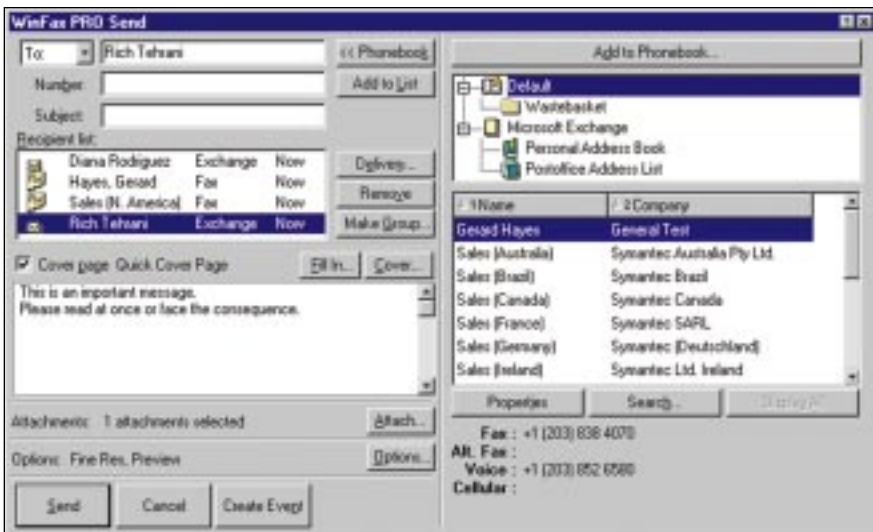 WinFax PRO Send
To: Rich Tehrani << Phonebook
Number: Add to List
Subject:
Recipient list:
Diana Rodriguez Exchange Now
Hayes, Gerard Fax Now
Sales (N. America) Fax Now
Rich Tehrani Exchange Now
Delivery...
Remove
Make Group...
Cover page Quick Cover Page Fill In... Cover...
This is an important message.
Please read at once or face the consequence.
Attachments: 1 attachments selected Attach...
Options: Fine Res, Preview Options...
Send Cancel Create Event
Add to Phonebook...
Default
Wastebasket
Microsoft Exchange
Personal Address Book
Postoffice Address List
1Name 2Company
Gerard Hayes General Test
Sales (Australia) Symantec Australia Pty Ltd.
Sales (Brazil) Symantec Brazil
Sales (Canada) Symantec Canada
Sales (France) Symantec SARL
Sales (Germany) Symantec (Deutschland)
Sales (Ireland) Symantec Ltd. Ireland
Properties Search... Display All
Fax : +1 (203) 838 4070
Alt. Fax :
Voice : +1 (203) 852 6580
Cellular :